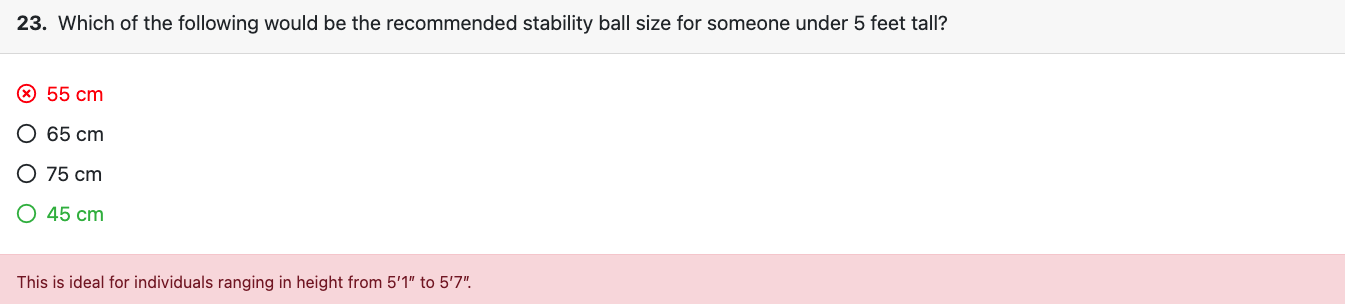 23. Which of the following would be the recommended stability ball size for someone under 5 feet tall?
55 cm
65 cm
75 cm
45 cm
This is ideal for individuals ranging in height from 5′1″ to 5′7″.